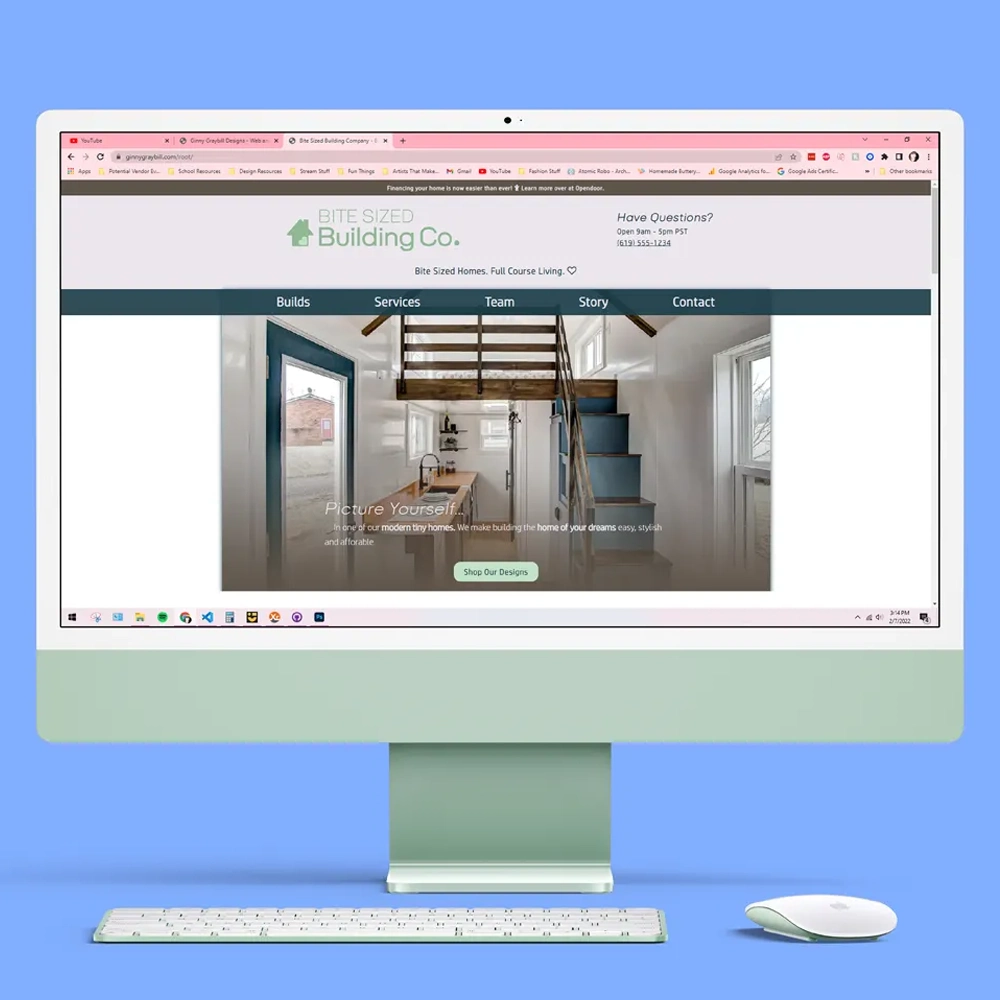 YouTube
Ginny Graybill Designs - Web an
Bite Sized Building Company - I
ginnygraybill.com/root/
Apps Potential Vendor Ev... School Resources Design Resources Stream Stuff Fun Things Artists That Make... Gmail YouTube Fashion Stuff Atomic Robo - Arch... Homemade Buttery... Google Analytics fo... Google Ads Certific... Other bookmarks
Financing your home is now easier than ever! Learn more over at Opendoor.
BITE SIZED
Building Co.
Have Questions?
Open 9am - 5pm PST
(619) 555-1234
Bite Sized Homes. Full Course Living.
Builds Services Team Story Contact
Picture Yourself...
In one of our modern tiny homes. We make building the home of your dreams easy, stylish
and afforable
Shop Our Designs
3:14 PM
2/7/2022